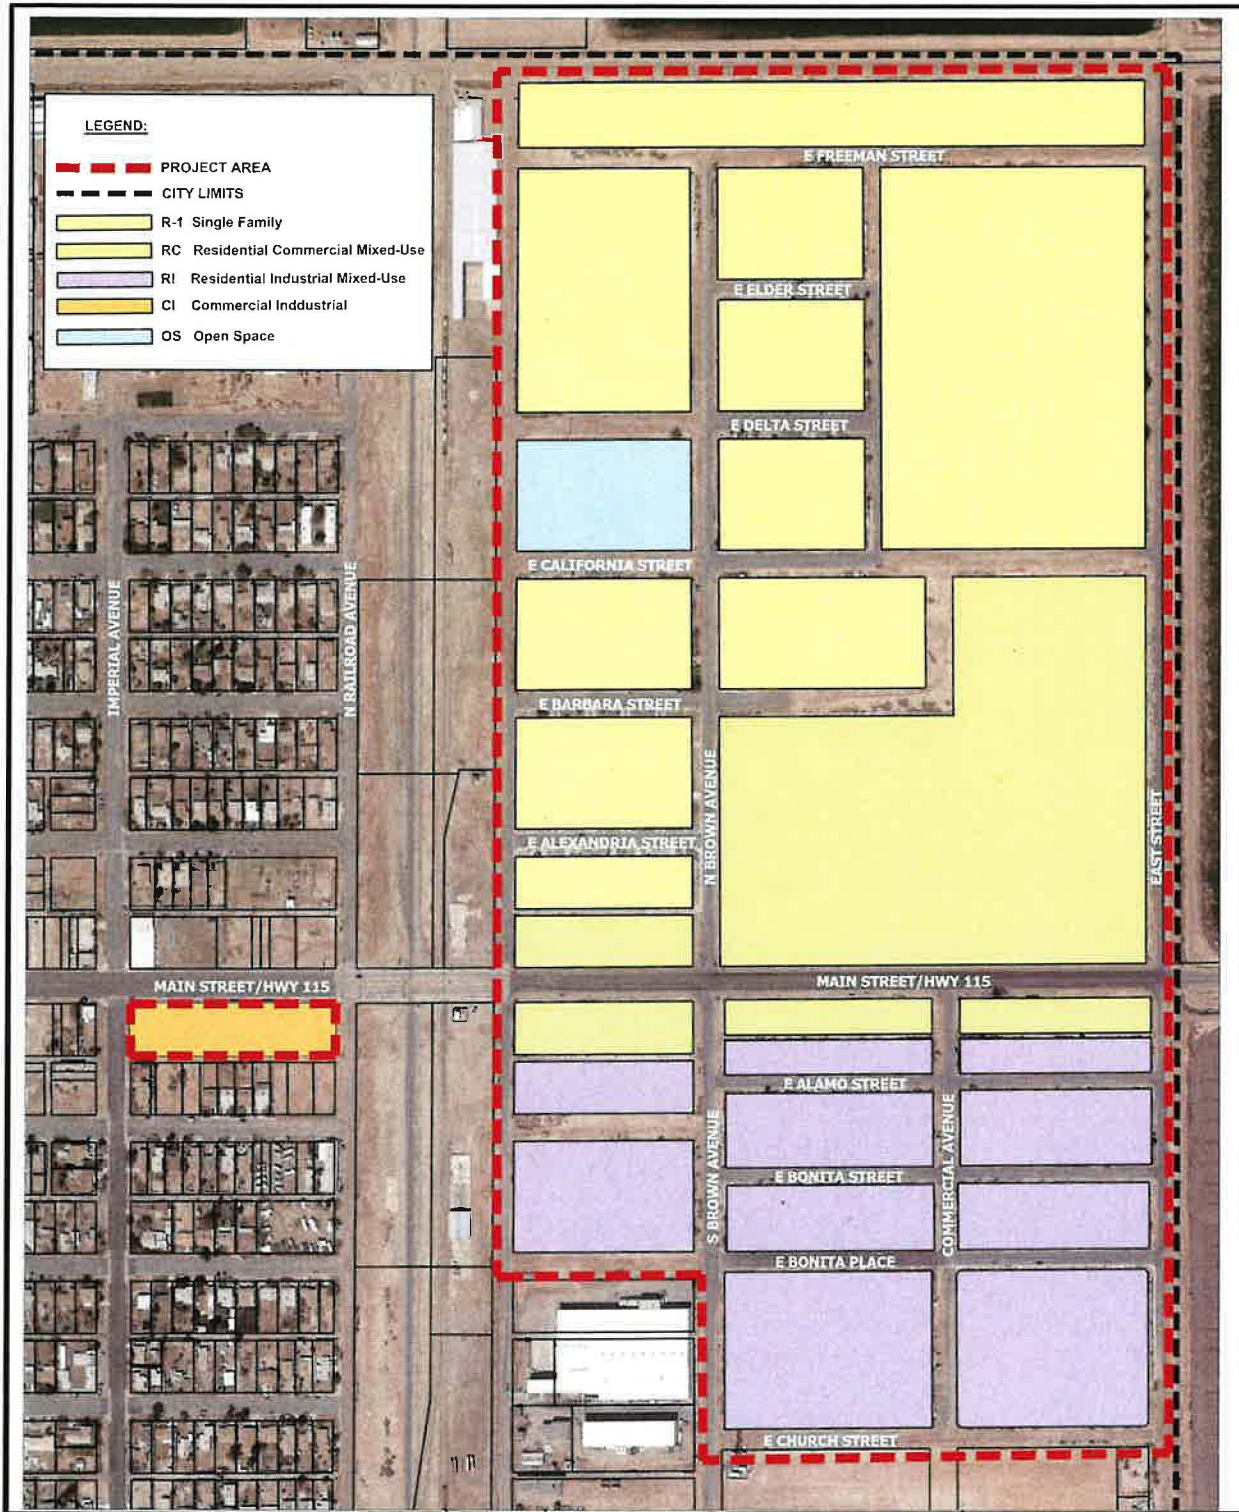 LEGEND:
PROJECT AREA
CITY LIMITS
R-1 Single Family
RC Residential Commercial Mixed-Use
RI Residential Industrial Mixed-Use
CI Commercial Inddustrial
OS Open Space
E FREEMAN STREET
E ELDER STREET
E DELTA STREET
E CALIFORNIA STREET
IMPERIAL AVENUE
N RAILROAD AVENUE
E BARBARA STREET
N BROWN AVENUE
EAST STREET
E ALEXANDRIA STREET
MAIN STREET/HWY 115
MAIN STREET/HWY 115
E ALAMO STREET
S BROWN AVENUE
COMMERCIAL AVENUE
E BONITA STREET
E BONITA PLACE
E CHURCH STREET